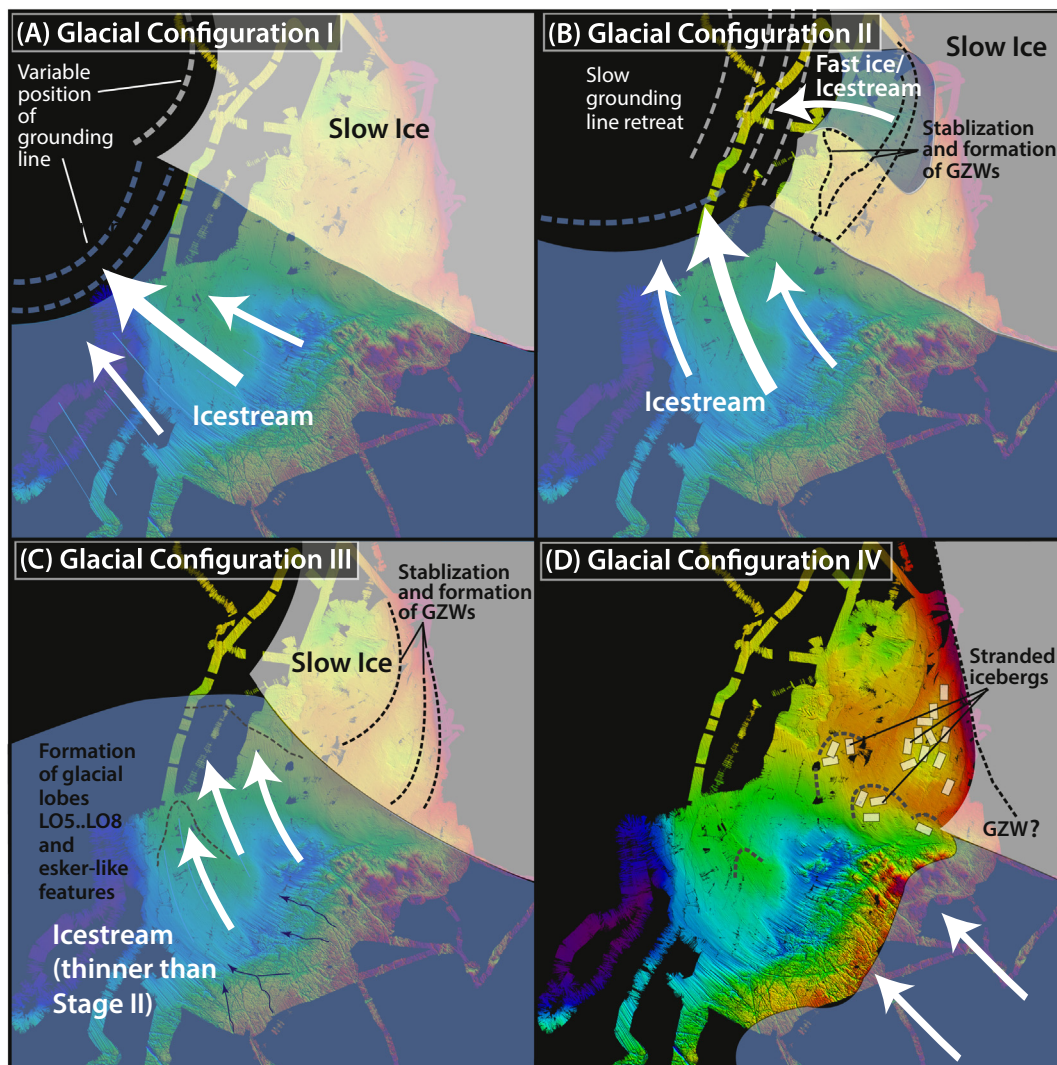 (A) Glacial Configuration I
Variable
position
of
grounding
line
Slow Ice
Icestream
(B) Glacial Configuration II
Slow Ice
Slow
grounding
line retreat
Fast ice/
Icestream
Stablization
and formation
of GZWs
Icestream
(C) Glacial Configuration III
Stablization
and formation
of GZWs
Slow Ice
Formation
of glacial
lobes
LO5..LO8
and
esker-like
features
Icestream
(thinner than
Stage II)
(D) Glacial Configuration IV
Stranded
icebergs
GZW?